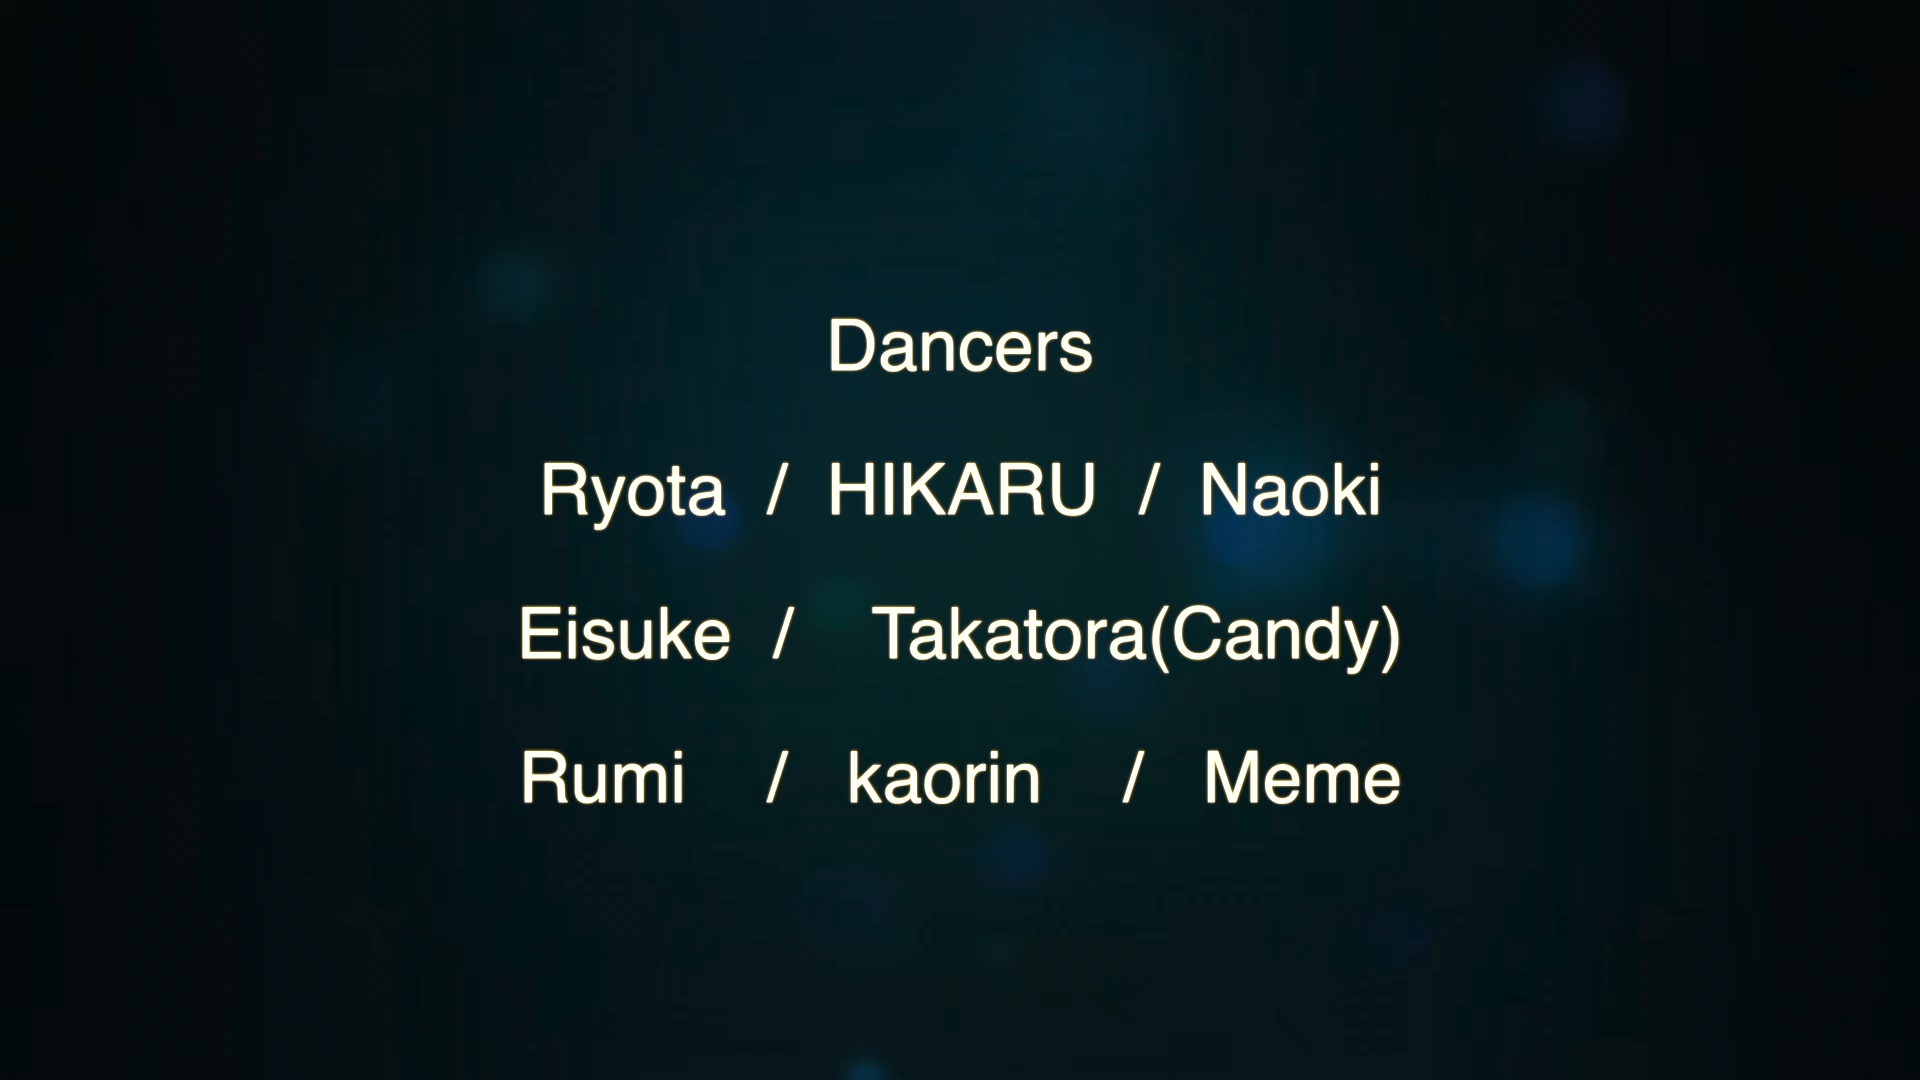 Dancers
Ryota / HIKARU / Naoki
Eisuke / Takatora(Candy)
Rumi / kaorin / Meme